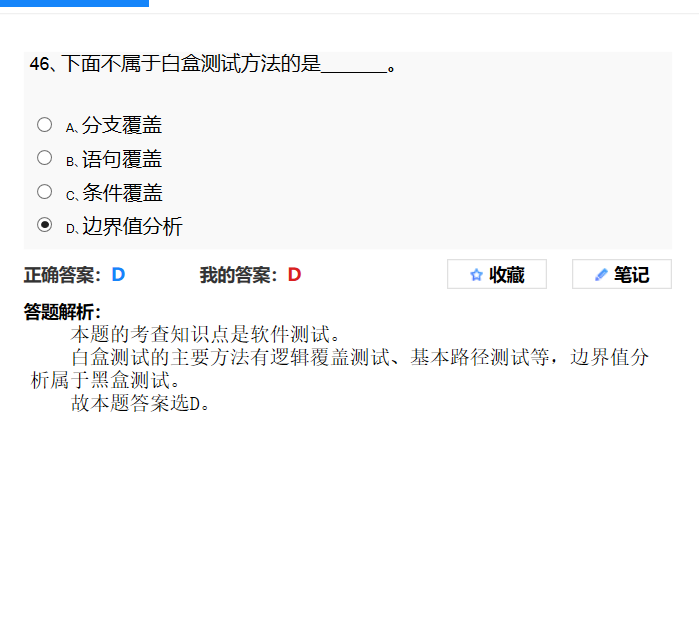 46、下面不属于白盒测试方法的是______。
A、分支覆盖
B、语句覆盖
C、条件覆盖
D、边界值分析
正确答案：D 我的答案：D 收藏 笔记
答题解析：
本题的考查知识点是软件测试。
白盒测试的主要方法有逻辑覆盖测试、基本路径测试等，边界值分
析属于黑盒测试。
故本题答案选D。